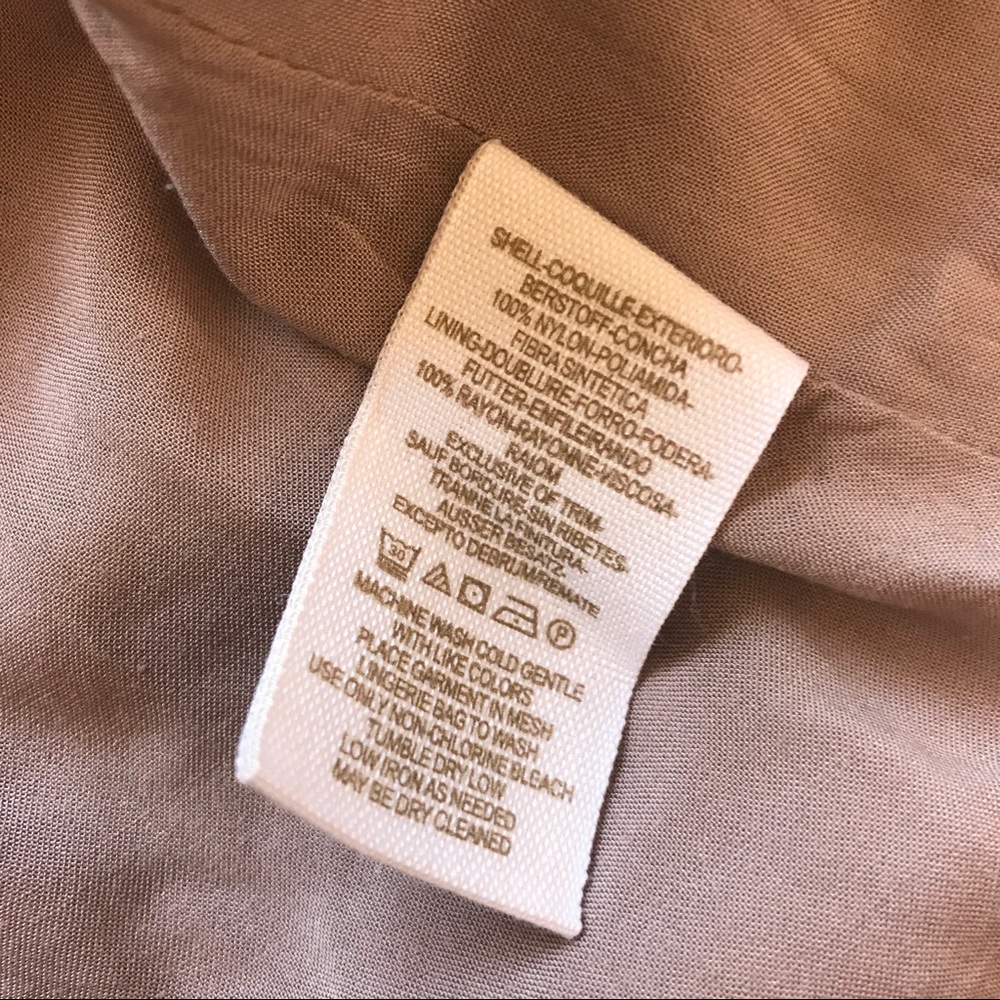 SHELL-COQUILLE-EXTERIORO-
BERSTOFF-CONCHA
100% NYLON-POLIAMIDA-
FIBRA SINTETICA
LINING-DOUBLURE-FORRO-FODERA-
FUTTER-ENFILEIRANDO
100% RAYON-RAYONNE-VISCOSA-
RAIOM
EXCLUSIVE OF TRIM-
SAUF BORDURE-SIN RIBETES-
TRANNE LA FINITURA-
AUSSER BESATZ-
EXCEPTO DEBRUM/REMATE
30 P
MACHINE WASH COLD GENTLE
WITH LIKE COLORS
PLACE GARMENT IN MESH
LINGERIE BAG TO WASH
USE ONLY NON-CHLORINE BLEACH
TUMBLE DRY LOW
LOW IRON AS NEEDED
MAY BE DRY CLEANED